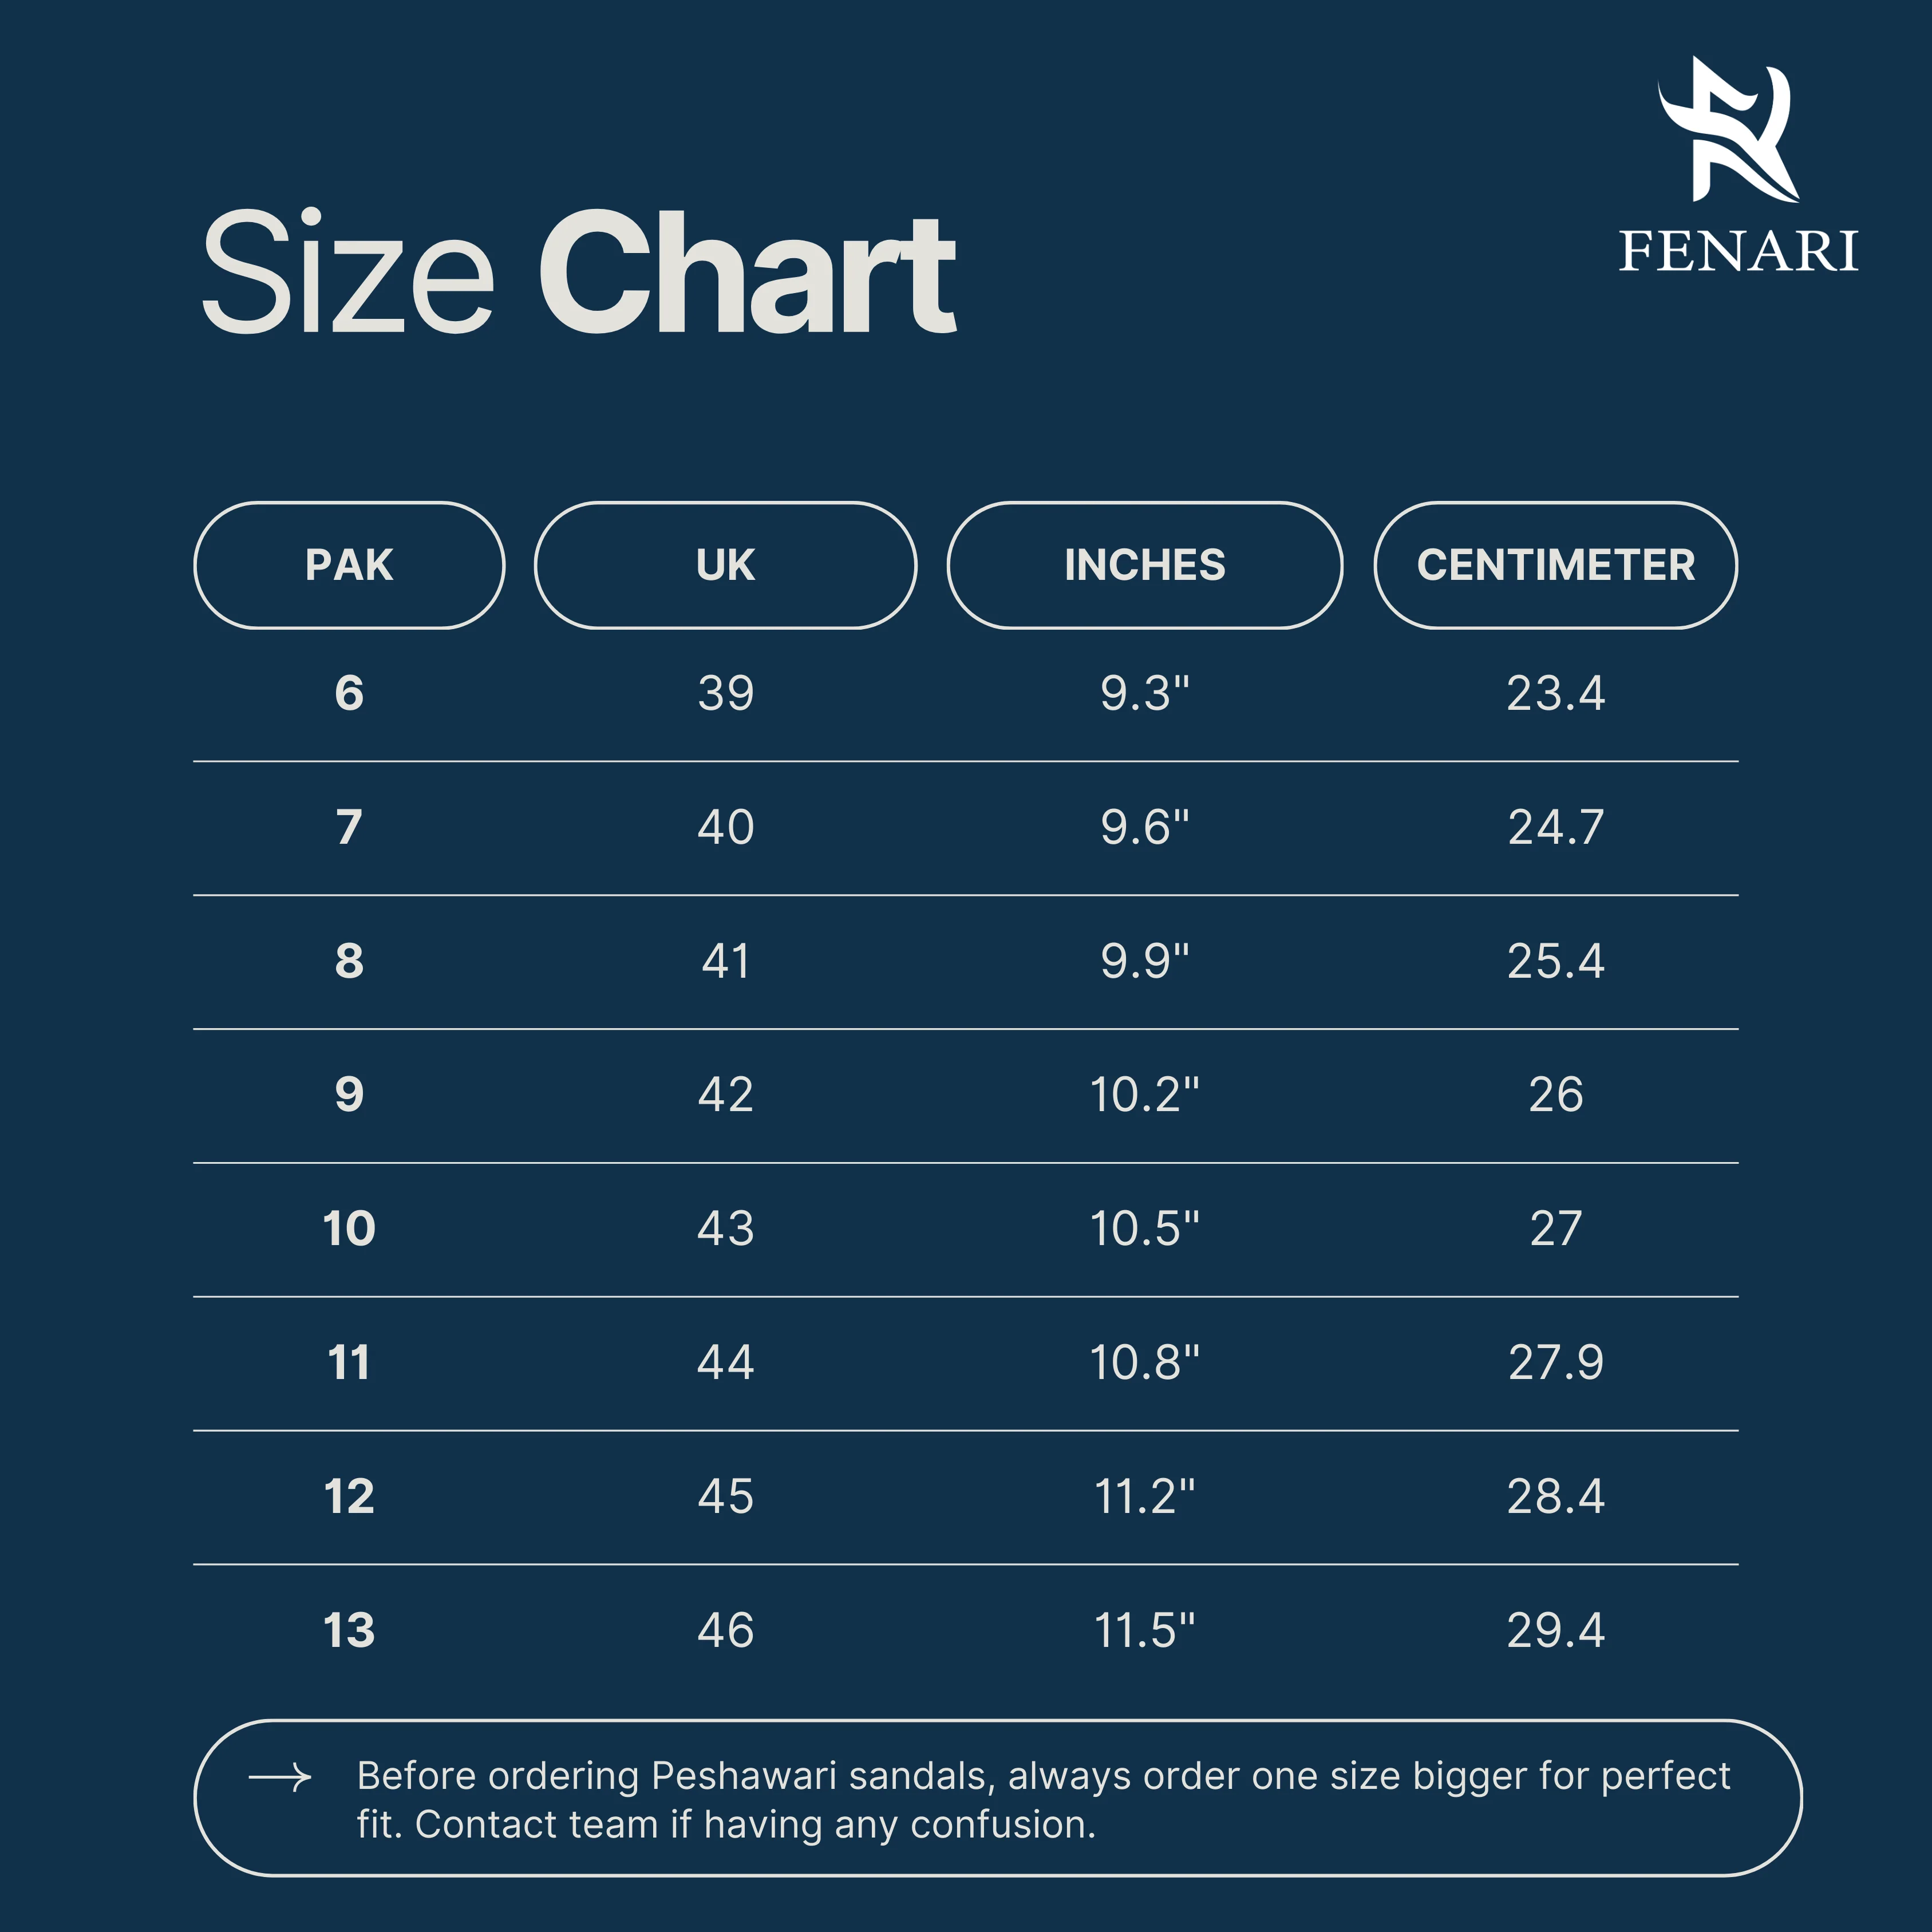 FENARI
Size Chart
PAK UK INCHES CENTIMETER
6 39 9.3" 23.4
7 40 9.6" 24.7
8 41 9.9" 25.4
9 42 10.2" 26
10 43 10.5" 27
11 44 10.8" 27.9
12 45 11.2" 28.4
13 46 11.5" 29.4
Before ordering Peshawari sandals, always order one size bigger for perfect
fit. Contact team if having any confusion.